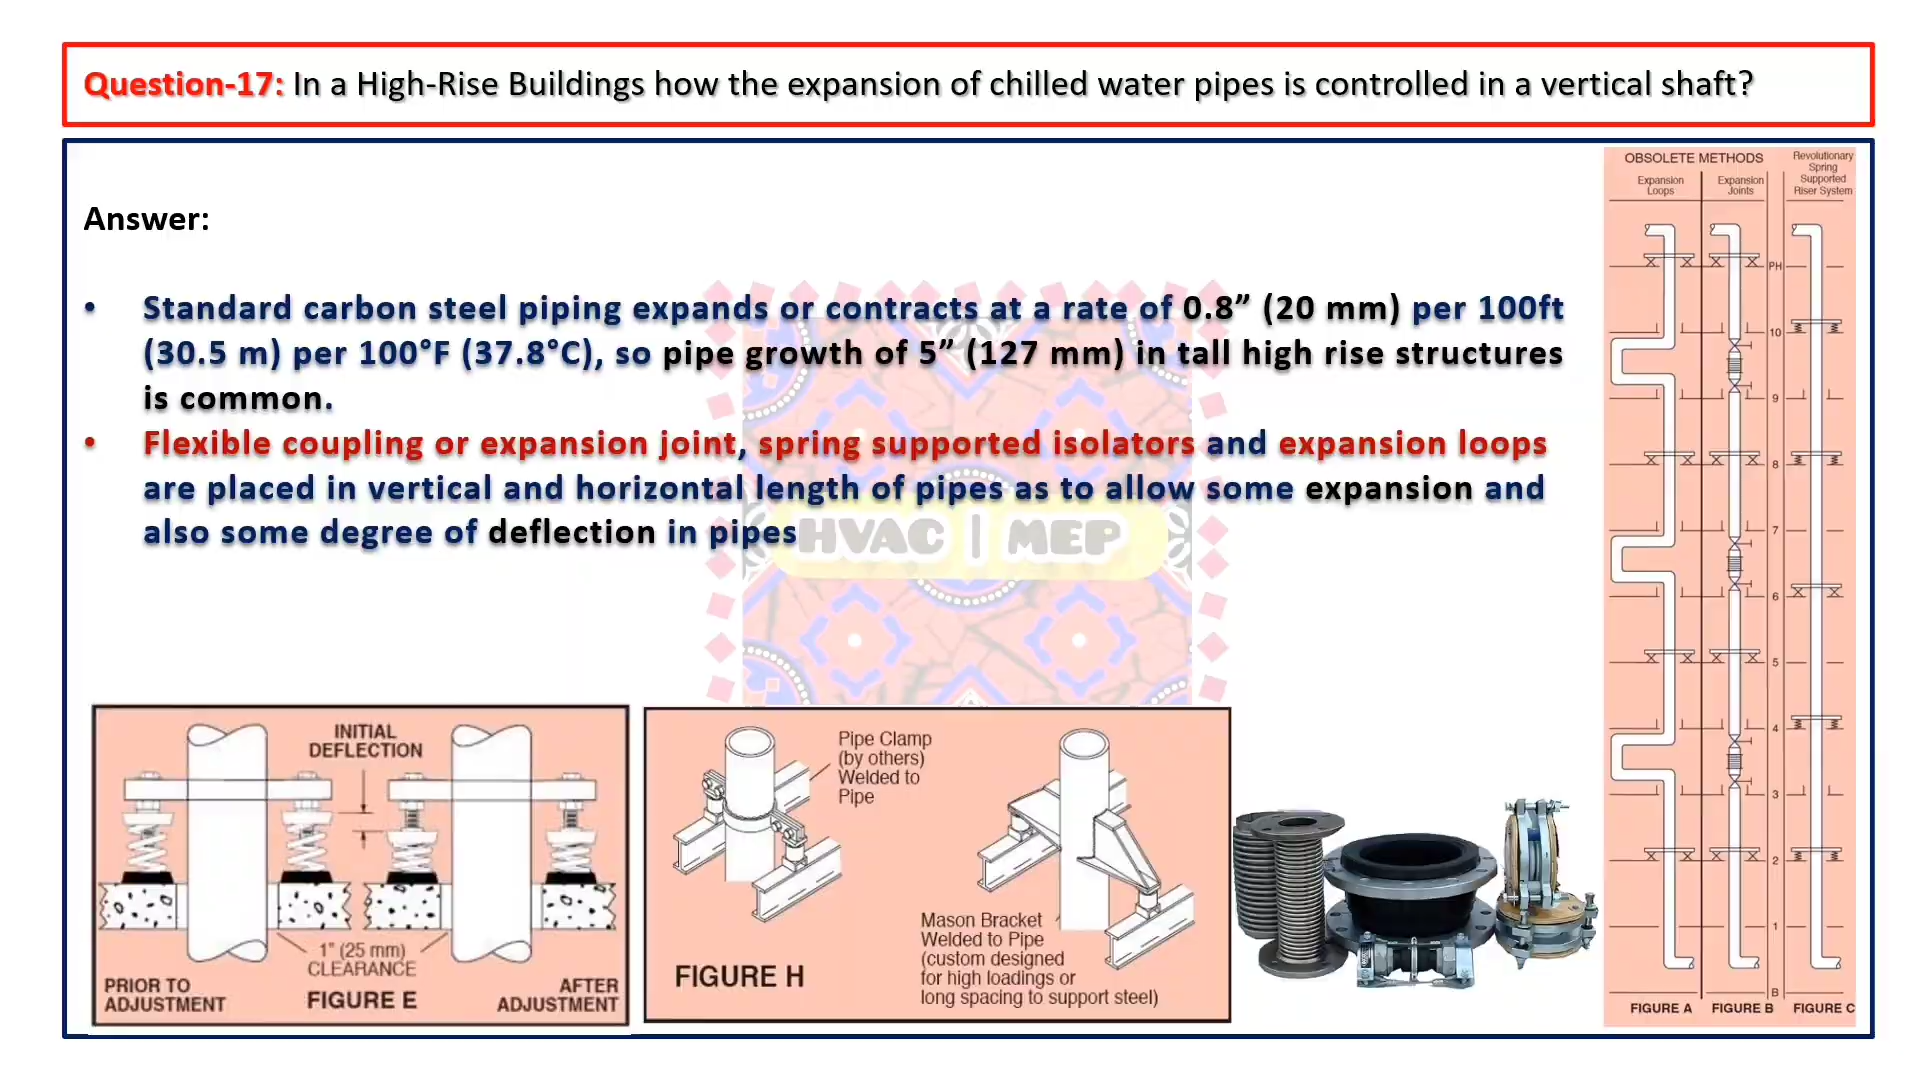 Question-17: In a High-Rise Buildings how the expansion of chilled water pipes is controlled in a vertical shaft?
Answer:
• Standard carbon steel piping expands or contracts at a rate of 0.8” (20 mm) per 100ft
(30.5 m) per 100°F (37.8°C), so pipe growth of 5” (127 mm) in tall high rise structures
is common.
• Flexible coupling or expansion joint, spring supported isolators and expansion loops
are placed in vertical and horizontal length of pipes as to allow some expansion and
also some degree of deflection in pipes
HVAC | MEP
INITIAL
DEFLECTION
1" (25 mm)
CLEARANCE
PRIOR TO
ADJUSTMENT
FIGURE E
AFTER
ADJUSTMENT
Pipe Clamp
(by others)
Welded to
Pipe
FIGURE H
Mason Bracket
Welded to Pipe
(custom designed
for high loadings or
long spacing to support steel)
OBSOLETE METHODS
Expansion
Loops
Expansion
Joints
Revolutionary
Spring
Supported
Riser System
PH
10
9
8
7
6
5
4
3
2
1
B
FIGURE A
FIGURE B
FIGURE C